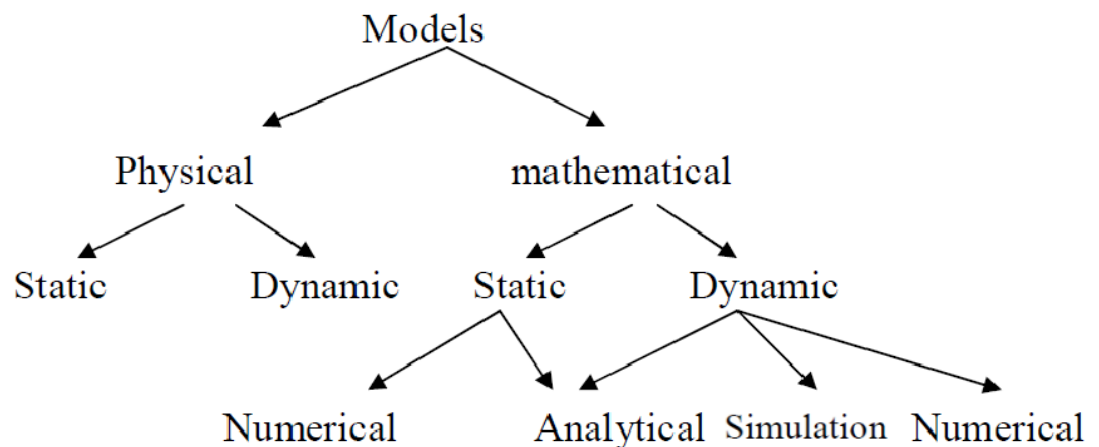 Models
Physical mathematical
Static Dynamic Static Dynamic
Numerical Analytical Simulation Numerical